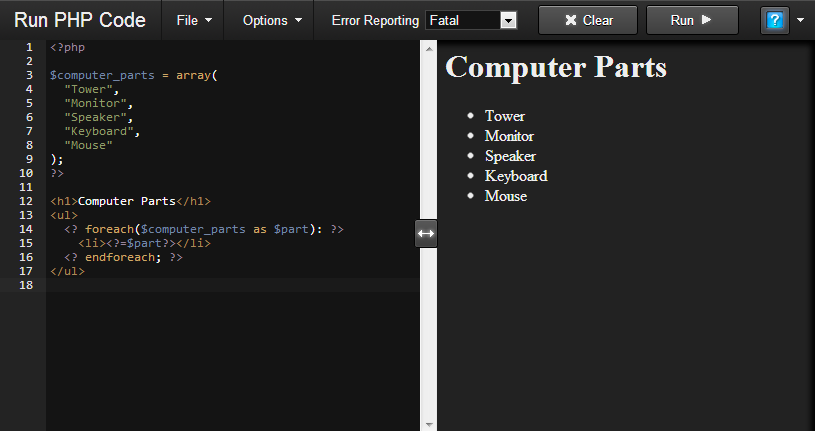 Run PHP Code File Options Error Reporting Fatal Clear Run ?
1 <?php
2
3 $computer_parts = array(
4 "Tower",
5 "Monitor",
6 "Speaker",
7 "Keyboard",
8 "Mouse"
9 );
10 ?>
11
12 <h1>Computer Parts</h1>
13 <ul>
14 <? foreach($computer_parts as $part): ?>
15 <li><?=$part?></li>
16 <? endforeach; ?>
17 </ul>
18
Computer Parts
Tower
Monitor
Speaker
Keyboard
Mouse